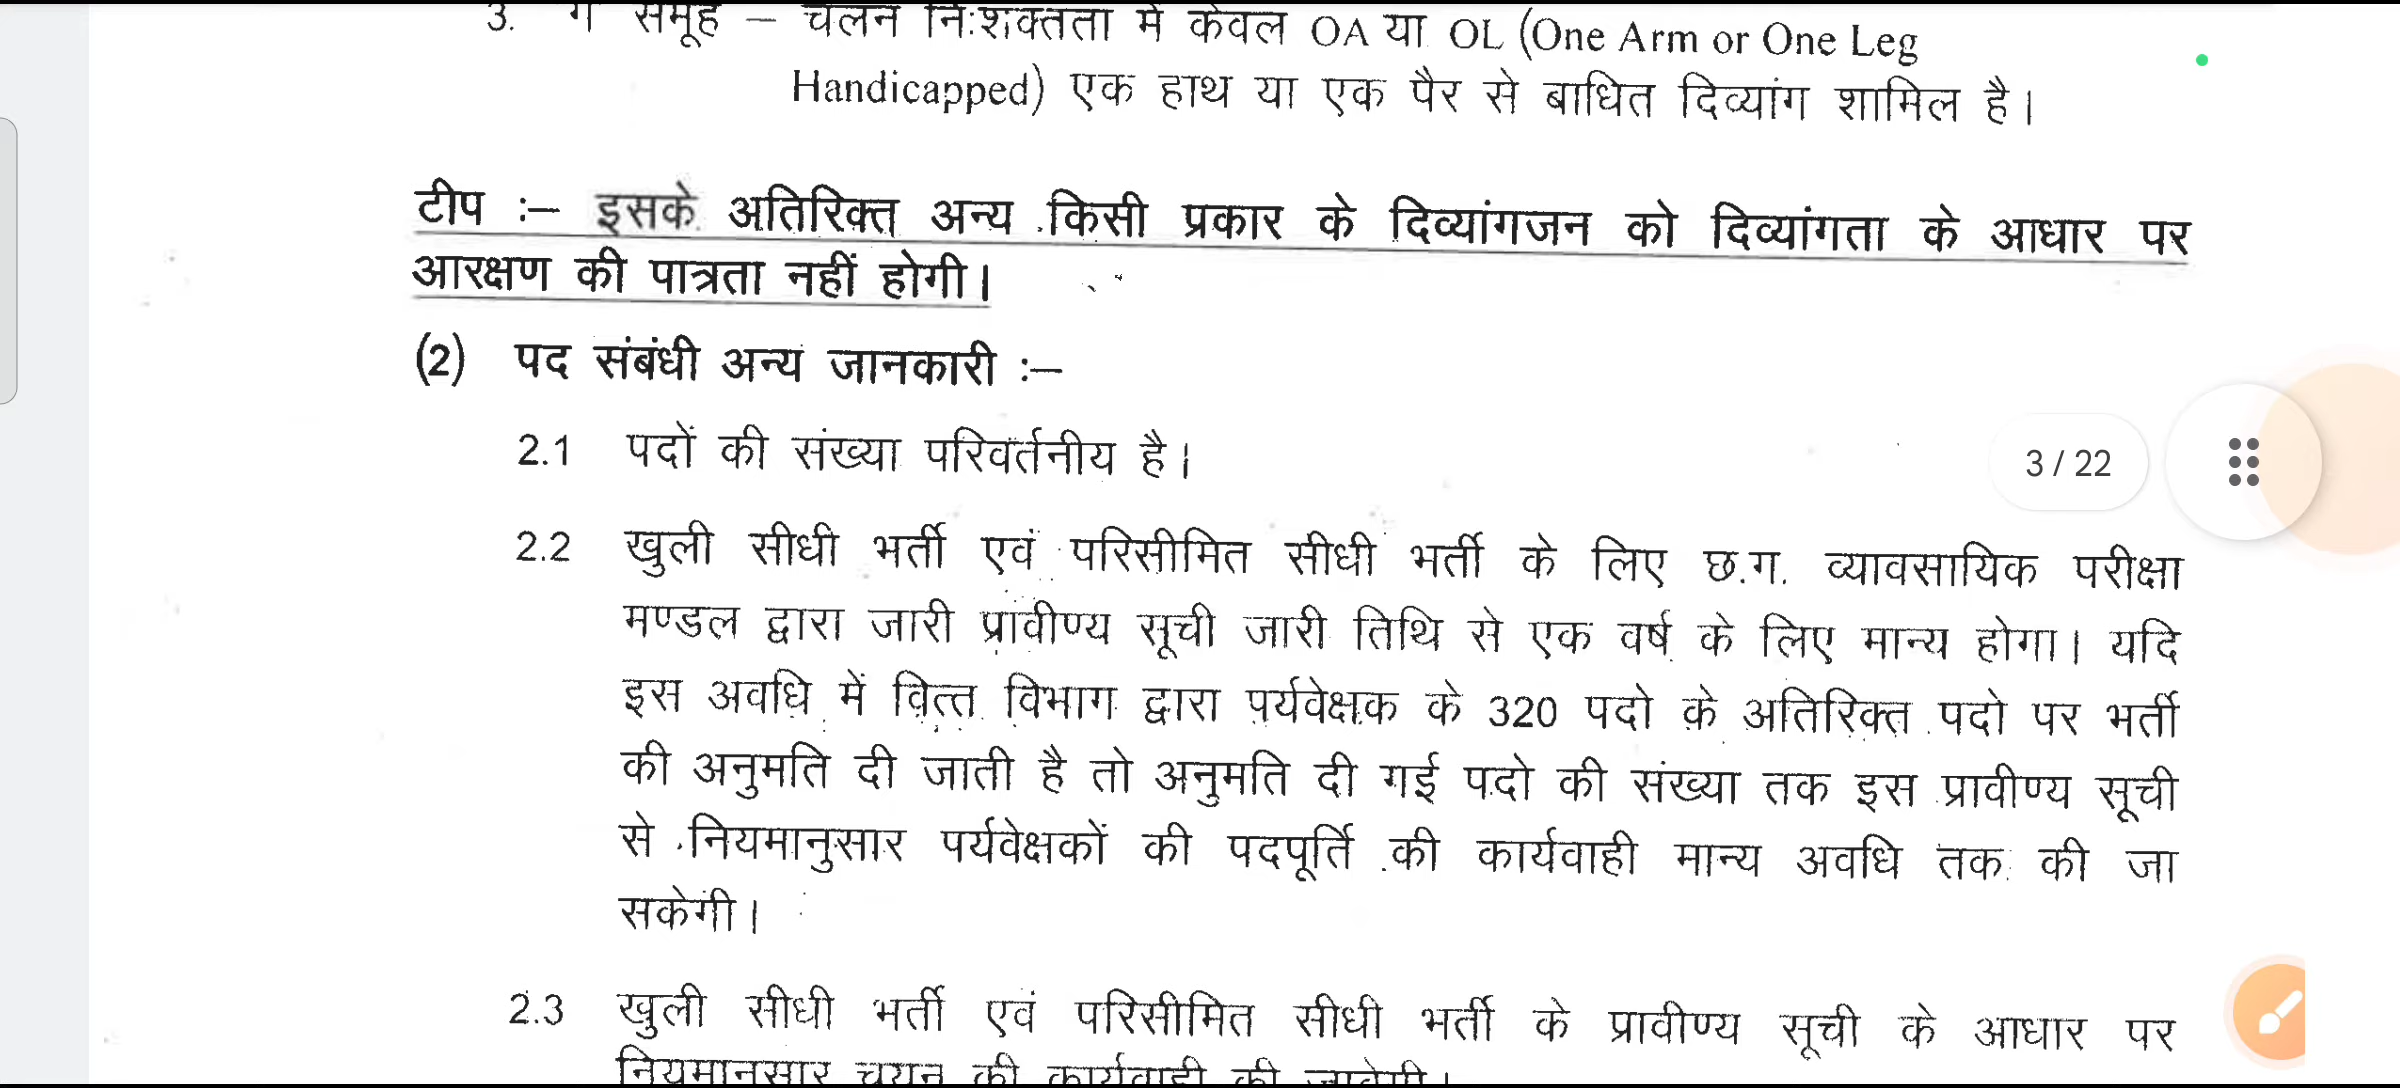 3. ग समूह – चलन निःशक्तता में केवल OA या OL (One Arm or One Leg
Handicapped) एक हाथ या एक पैर से बाधित दिव्यांग शामिल है।
टीप :– इसके अतिरिक्त अन्य किसी प्रकार के दिव्यांगजन को दिव्यांगता के आधार पर
आरक्षण की पात्रता नहीं होगी।
(2) पद संबंधी अन्य जानकारी :–
2.1 पदों की संख्या परिवर्तनीय है।
3 / 22
2.2 खुली सीधी भर्ती एवं परिसीमित सीधी भर्ती के लिए छ.ग. व्यावसायिक परीक्षा
मण्डल द्वारा जारी प्रावीण्य सूची जारी तिथि से एक वर्ष के लिए मान्य होगा। यदि
इस अवधि में वित्त विभाग द्वारा पर्यवेक्षक के 320 पदो के अतिरिक्त पदो पर भर्ती
की अनुमति दी जाती है तो अनुमति दी गई पदो की संख्या तक इस प्रावीण्य सूची
से नियमानुसार पर्यवेक्षकों की पदपूर्ति की कार्यवाही मान्य अवधि तक की जा
सकेगी।
2.3 खुली सीधी भर्ती एवं परिसीमित सीधी भर्ती के प्रावीण्य सूची के आधार पर
नियमानुसार चयन की कार्यवाही की जावेगी।